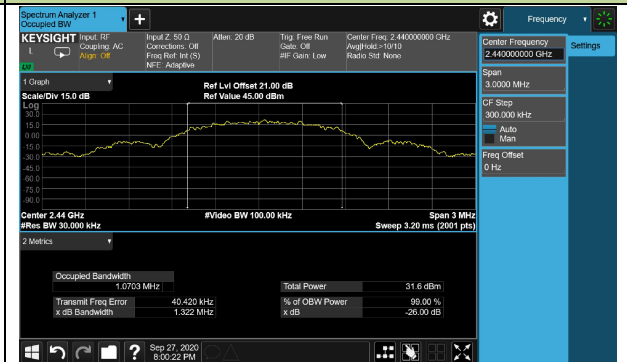 Spectrum Analyzer 1
Occupied BW
Frequency
KEYSIGHT
Input: RF
Coupling: AC
Align: Off
Input Z: 50 Ω
Corrections: Off
Freq Ref: Int (S)
NFE: Adaptive
Atten: 20 dB
Trig: Free Run
Gate: Off
#IF Gain: Low
Center Freq: 2.440000000 GHz
Avg|Hold:>10/10
Radio Std: None
L
1 Graph
Scale/Div 15.0 dB
Ref Lvl Offset 21.00 dB
Ref Value 45.00 dBm
Log
30.0
15.0
0.00
-15.0
-30.0
-45.0
-60.0
-75.0
-90.0
Center 2.44 GHz
#Res BW 30.000 kHz
#Video BW 100.00 kHz
Span 3 MHz
Sweep 3.20 ms (2001 pts)
2 Metrics
Occupied Bandwidth
1.0703 MHz
Transmit Freq Error 40.420 kHz
x dB Bandwidth 1.322 MHz
Total Power 31.6 dBm
% of OBW Power 99.00 %
x dB -26.00 dB
Center Frequency
2.440000000 GHz
Settings
Span
3.0000 MHz
CF Step
300.000 kHz
Auto
Man
Freq Offset
0 Hz
?
Sep 27, 2020
8:00:22 PM